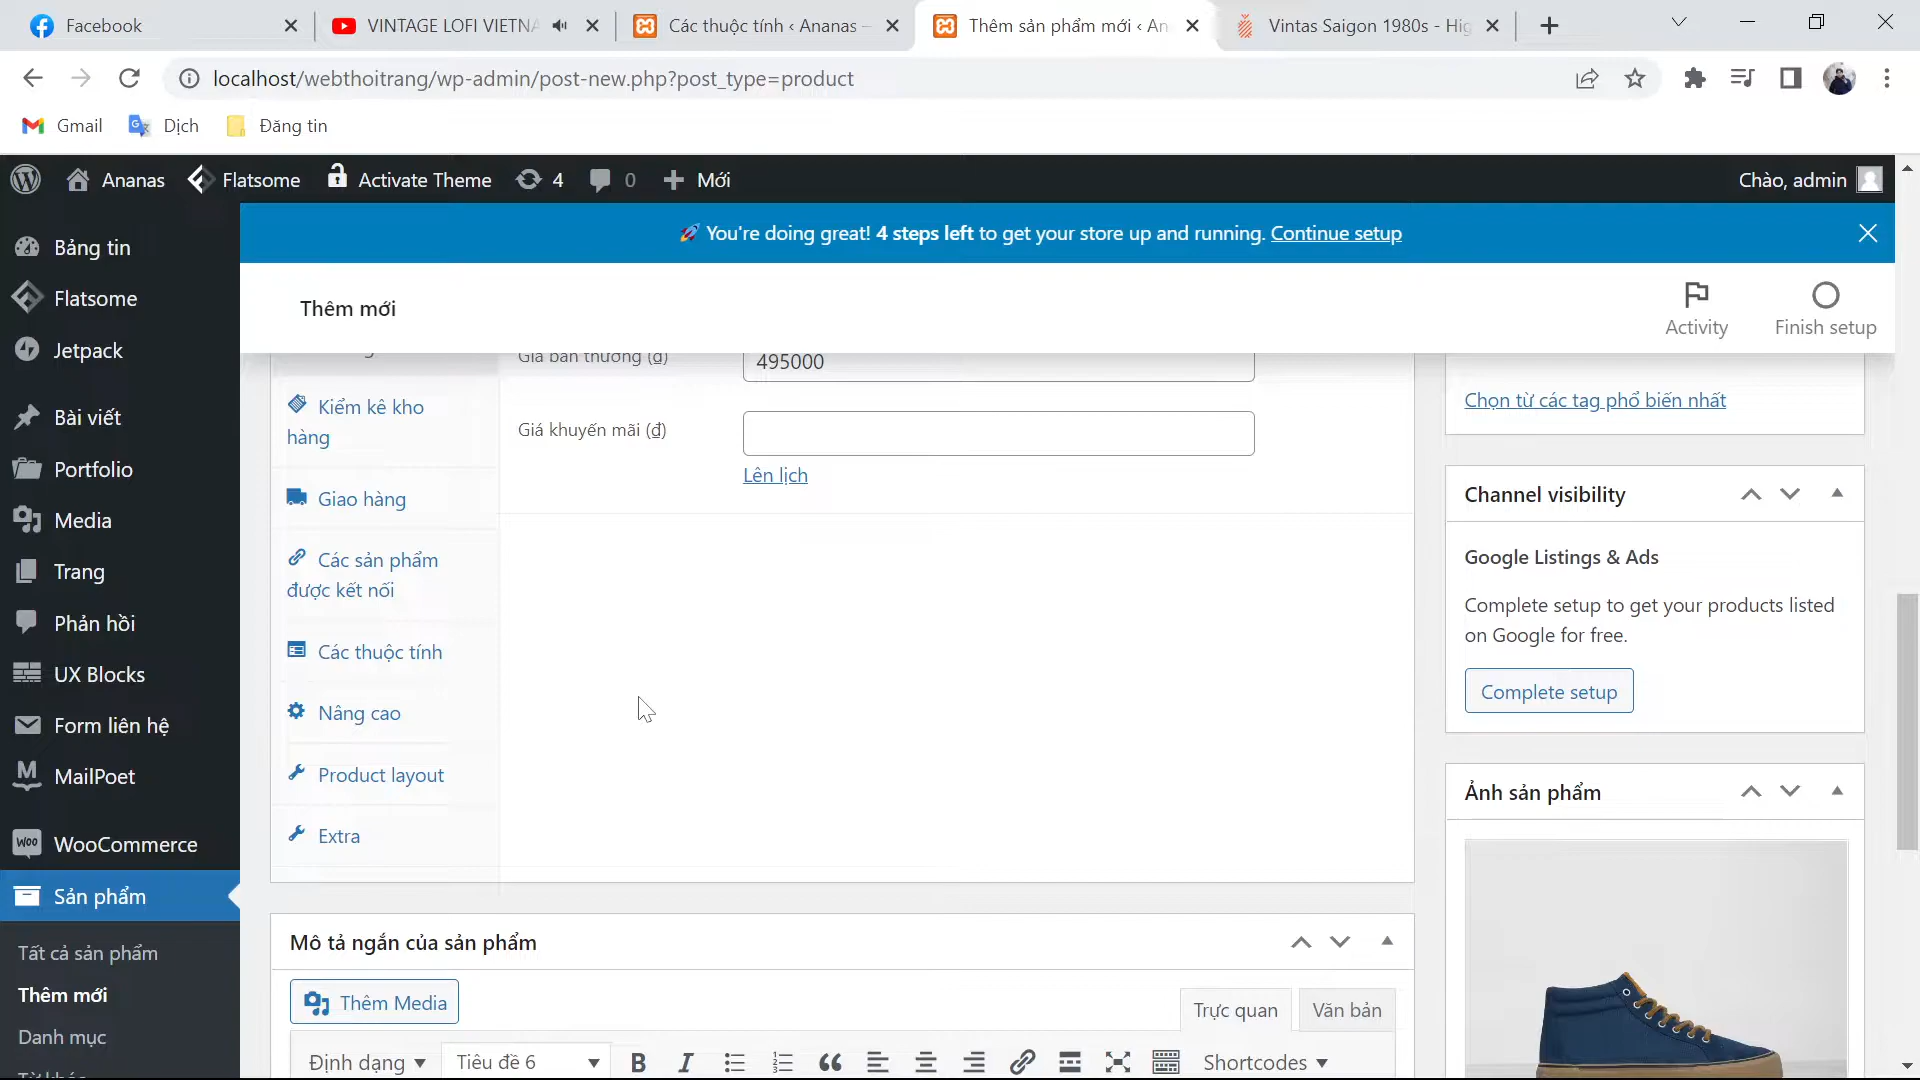 Facebook
VINTAGE LOFI VIETNA
Các thuộc tính ‹ Ananas –
Thêm sản phẩm mới ‹ An
Vintas Saigon 1980s - Hig
localhost/webthoitrang/wp-admin/post-new.php?post_type=product
Gmail
Dịch
Đăng tin
Ananas
Flatsome
Activate Theme
4
0
Mới
Chào, admin
Bảng tin
Flatsome
Jetpack
Bài viết
Portfolio
Media
Trang
Phản hồi
UX Blocks
Form liên hệ
MailPoet
WooCommerce
Sản phẩm
Tất cả sản phẩm
Thêm mới
Danh mục
Từ khóa
🚀 You're doing great! 4 steps left to get your store up and running. Continue setup
Thêm mới
Activity
Finish setup
Giá bán thường (₫)
495000
Giá khuyến mãi (₫)
Lên lịch
Kiểm kê kho
hàng
Giao hàng
Các sản phẩm
được kết nối
Các thuộc tính
Nâng cao
Product layout
Extra
Mô tả ngắn của sản phẩm
Thêm Media
Trực quan
Văn bản
Định dạng
Tiêu đề 6
Shortcodes
Chọn từ các tag phổ biến nhất
Channel visibility
Google Listings & Ads
Complete setup to get your products listed
on Google for free.
Complete setup
Ảnh sản phẩm